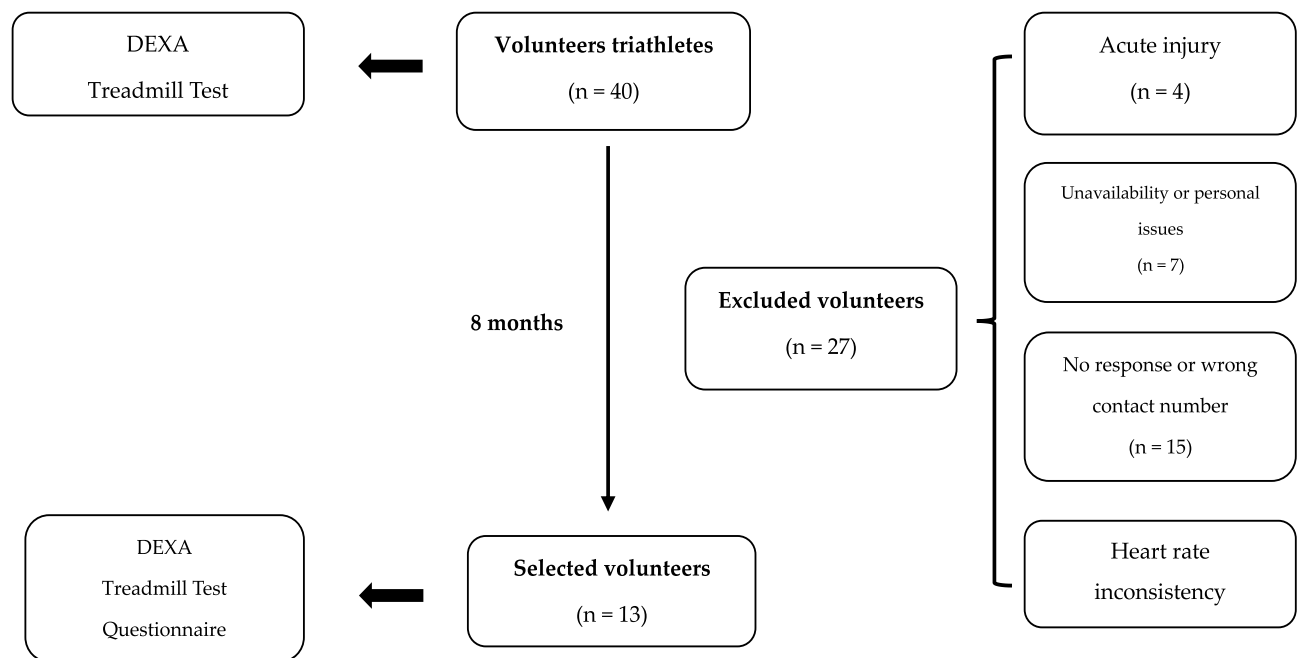 DEXA
Treadmill Test
Volunteers triathletes
(n = 40)
Acute injury
(n = 4)
Unavailability or personal
issues
(n = 7)
Excluded volunteers
(n = 27)
8 months
No response or wrong
contact number
(n = 15)
Heart rate
inconsistency
DEXA
Treadmill Test
Questionnaire
Selected volunteers
(n = 13)